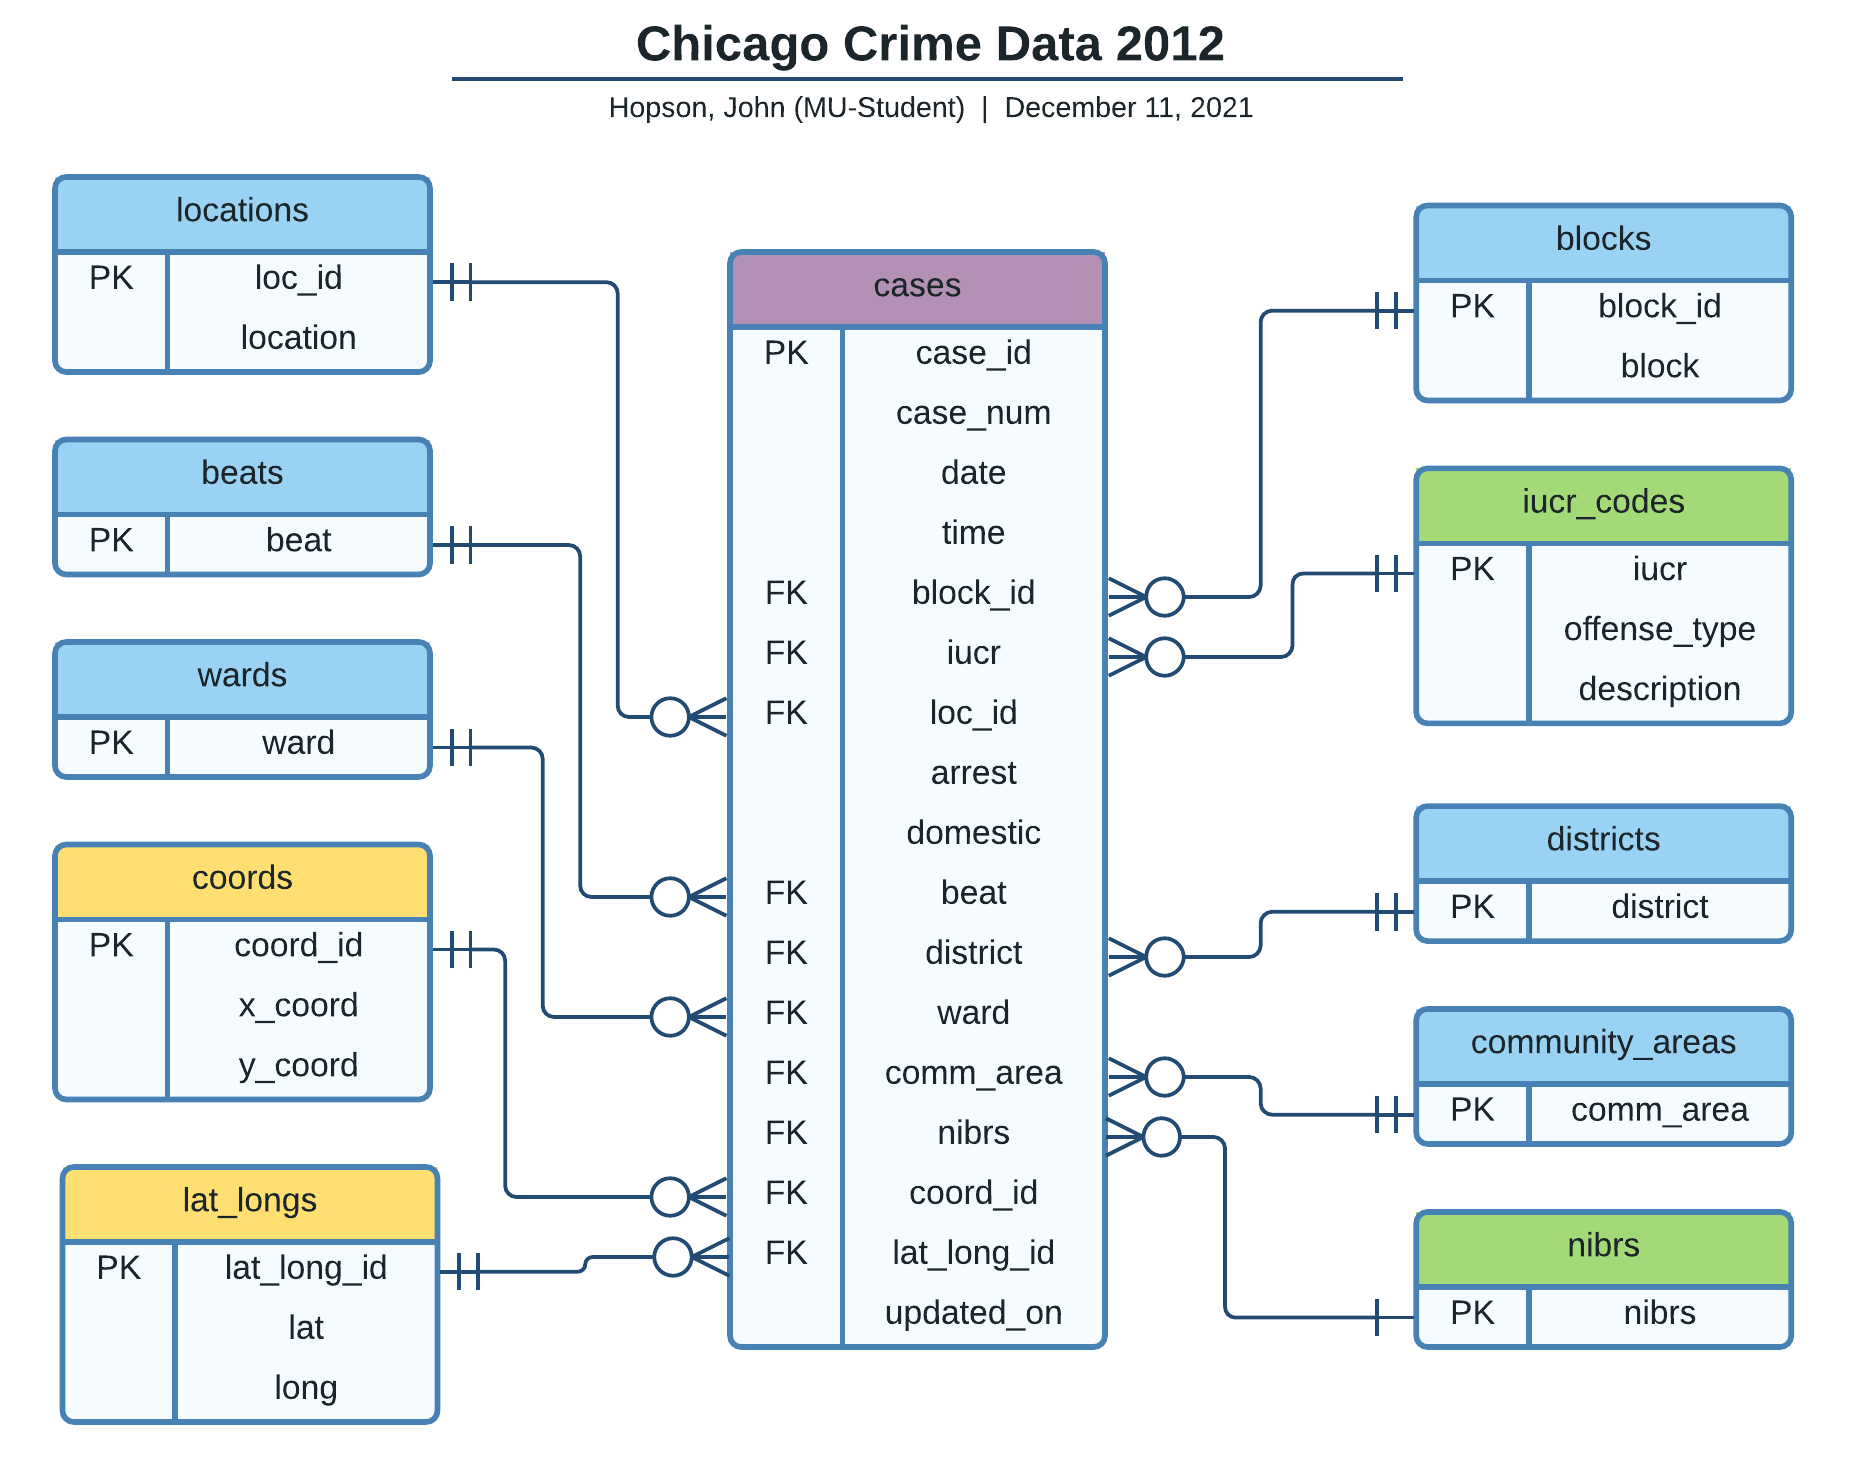 Chicago Crime Data 2012
Hopson, John (MU-Student) | December 11, 2021
locations
PK loc_id
location
beats
PK beat
wards
PK ward
coords
PK coord_id
x_coord
y_coord
lat_longs
PK lat_long_id
lat
long
cases
PK case_id
case_num
date
time
FK block_id
FK iucr
FK loc_id
arrest
domestic
FK beat
FK district
FK ward
FK comm_area
FK nibrs
FK coord_id
FK lat_long_id
updated_on
blocks
PK block_id
block
iucr_codes
PK iucr
offense_type
description
districts
PK district
community_areas
PK comm_area
nibrs
PK nibrs